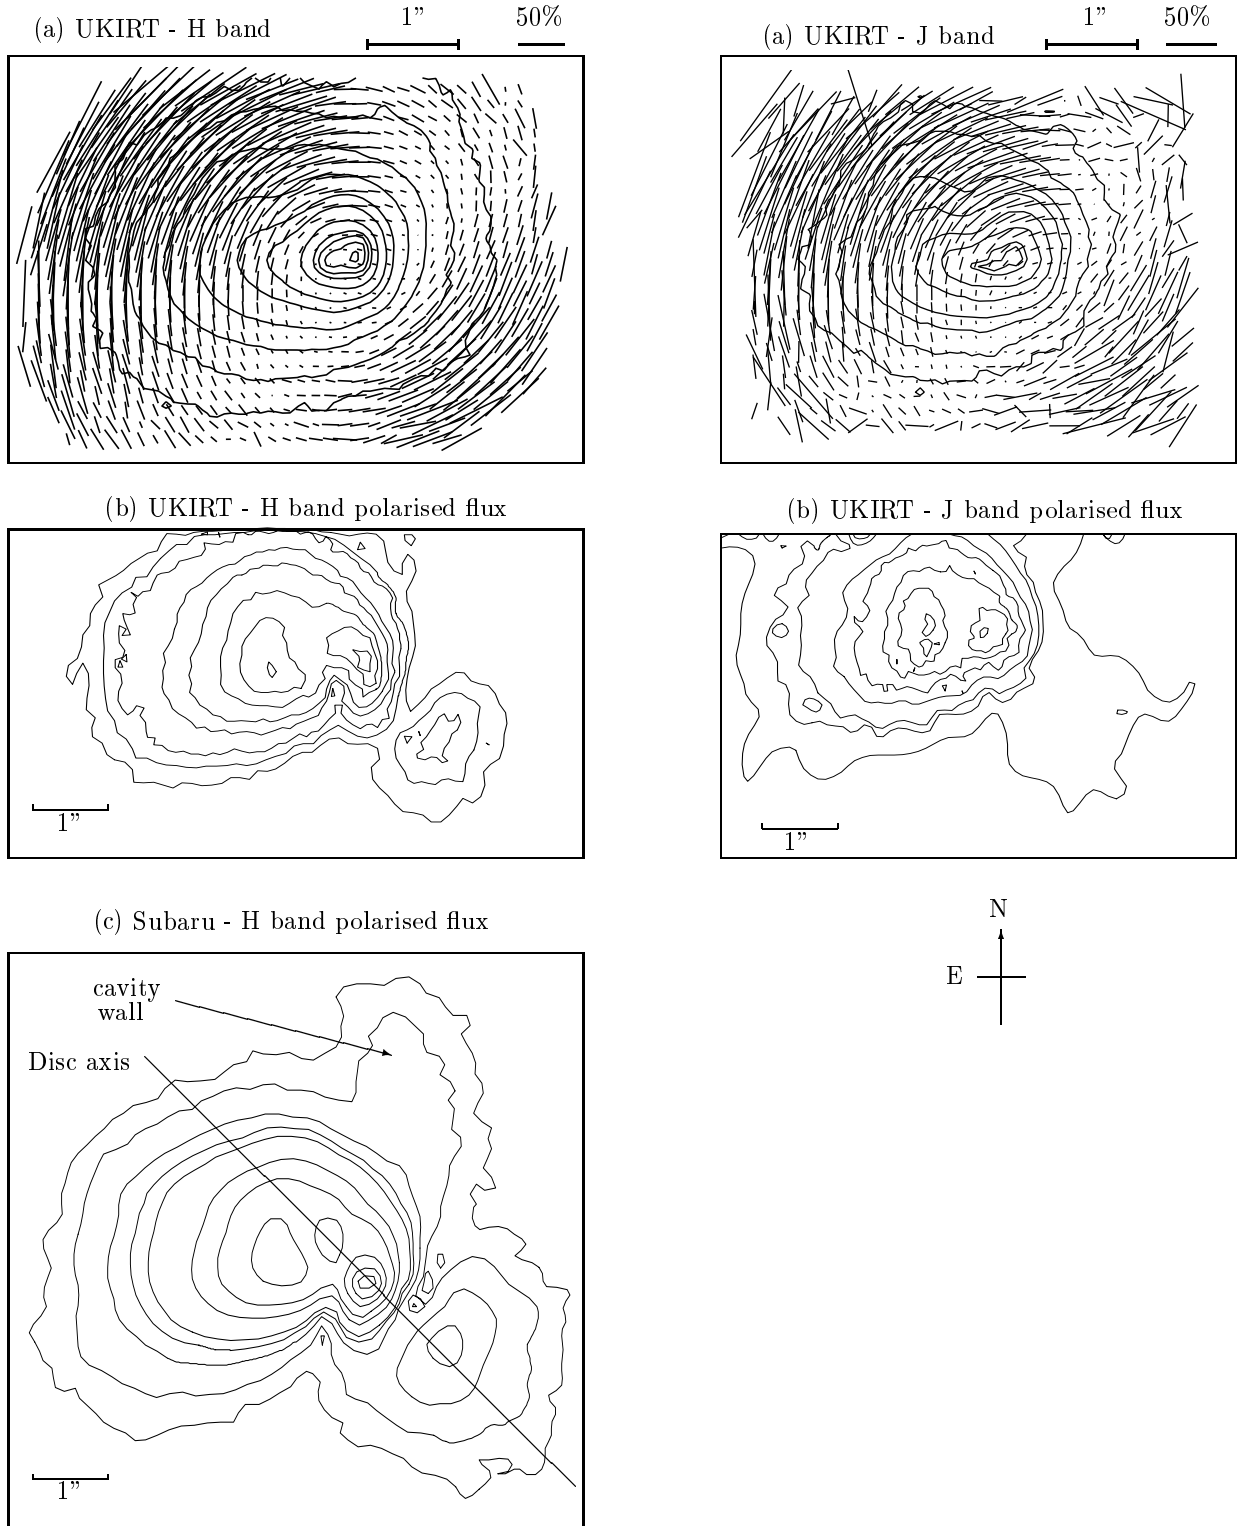 (a) UKIRT - H band
1”
50%
(a) UKIRT - J band
1”
50%
(b) UKIRT - H band polarised flux
1”
(b) UKIRT - J band polarised flux
1”
(c) Subaru - H band polarised flux
cavity
wall
Disc axis
1”
N
E